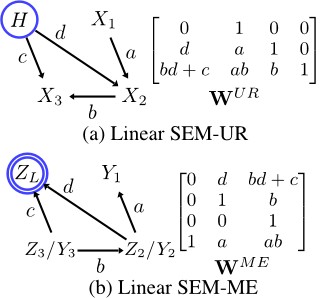 H X₁
d
c a
X₃ X₂
b
0 1 0 0
d a 1 0
bd + c ab b 1
W^{UR}
(a) Linear SEM-UR
Z_L Y₁
d
c a
Z₃/Y₃ Z₂/Y₂
b
0 d bd + c
0 1 b
0 0 1
1 a ab
W^{ME}
(b) Linear SEM-ME